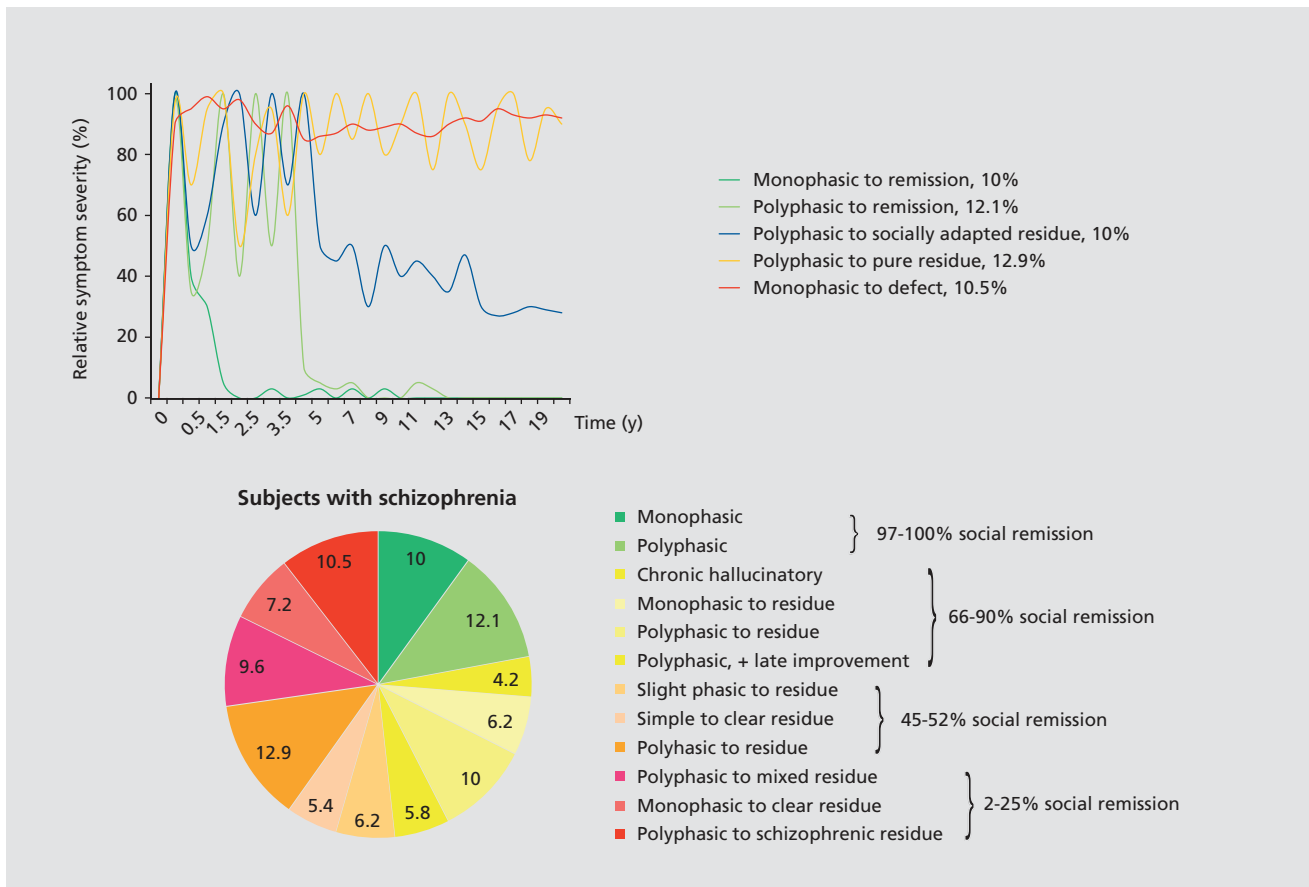 Relative symptom severity (%)
100
80
60
40
20
0
0
0.5
1.5
2.5
3.5
5
7
9
11
13
15
17
19
Time (y)
Monophasic to remission, 10%
Polyphasic to remission, 12.1%
Polyphasic to socially adapted residue, 10%
Polyphasic to pure residue, 12.9%
Monophasic to defect, 10.5%
Subjects with schizophrenia
10
12.1
4.2
6.2
10
5.8
6.2
5.4
12.9
9.6
7.2
10.5
Monophasic
Polyphasic
97-100% social remission
Chronic hallucinatory
Monophasic to residue
Polyphasic to residue
Polyphasic, + late improvement
66-90% social remission
Slight phasic to residue
Simple to clear residue
Polyhasic to residue
45-52% social remission
Polyphasic to mixed residue
Monophasic to clear residue
Polyphasic to schizophrenic residue
2-25% social remission